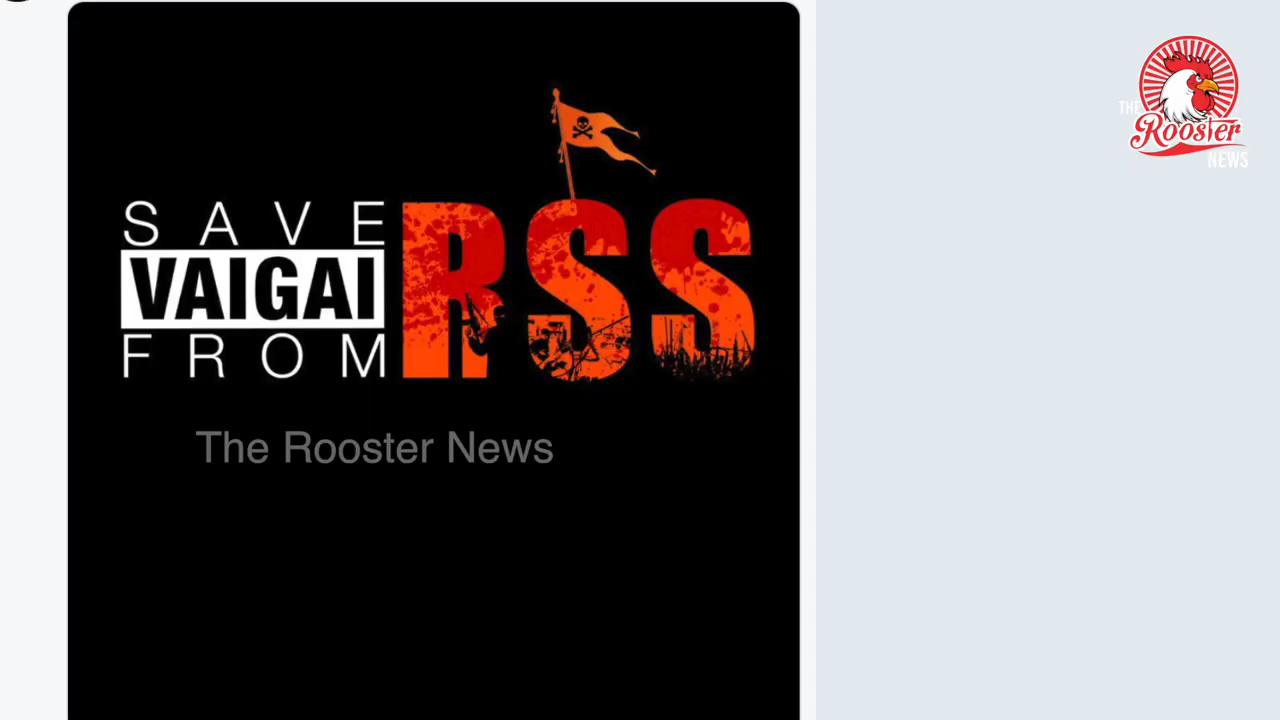 SAVE
VAIGAI
FROM
RSS
The Rooster News
THE
Rooster
NEWS